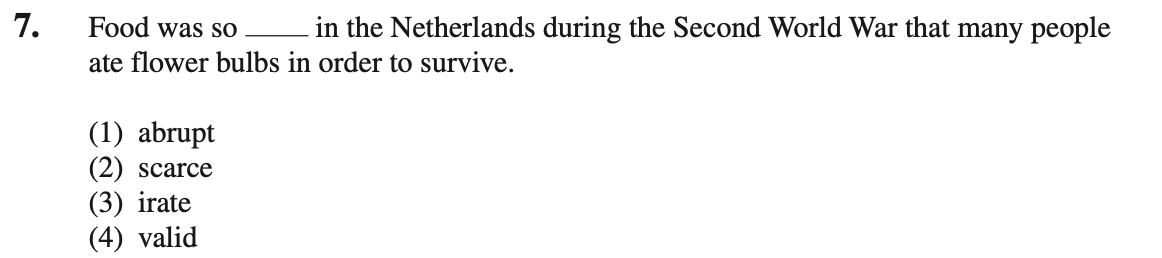 7. Food was so _____ in the Netherlands during the Second World War that many people
ate flower bulbs in order to survive.
(1) abrupt
(2) scarce
(3) irate
(4) valid